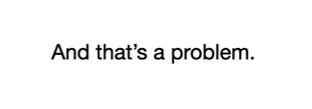 And that’s a problem.